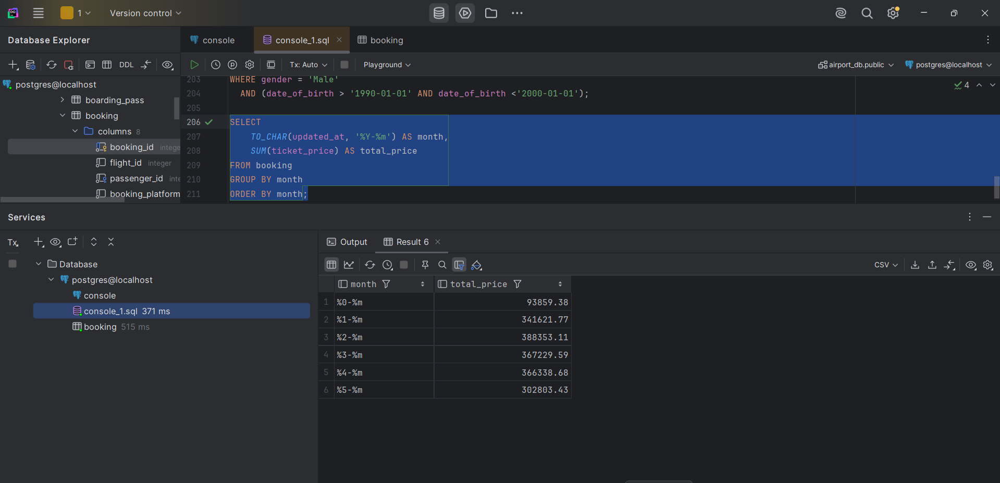 DG
1
Version control
Database Explorer
console
console_1.sql
booking
DDL
Tx: Auto
Playground
airport_db.public
postgres@localhost
postgres@localhost
boarding_pass
booking
columns 8
booking_id intege
flight_id integer
passenger_id inte
booking_platform
203 WHERE gender = 'Male'
204 AND (date_of_birth > '1990-01-01' AND date_of_birth <'2000-01-01');
205
206 SELECT
207 TO_CHAR(updated_at, '%Y-%m') AS month,
208 SUM(ticket_price) AS total_price
209 FROM booking
210 GROUP BY month
211 ORDER BY month;
4
Services
Tx
Database
postgres@localhost
console
console_1.sql 371 ms
booking 515 ms
Output
Result 6
CSV
month total_price
1 %0-%m 93859.38
2 %1-%m 341621.77
3 %2-%m 388353.11
4 %3-%m 367229.59
5 %4-%m 366338.68
6 %5-%m 302803.43